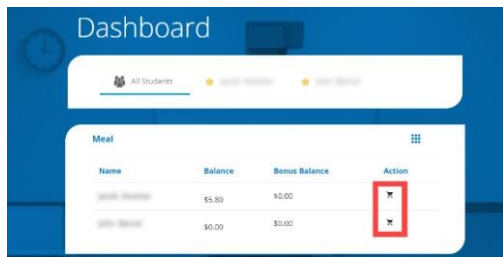 Dashboard
All Students
Meal
Name Balance Bonus Balance Action
$5.80 $0.00
$0.00 $0.00